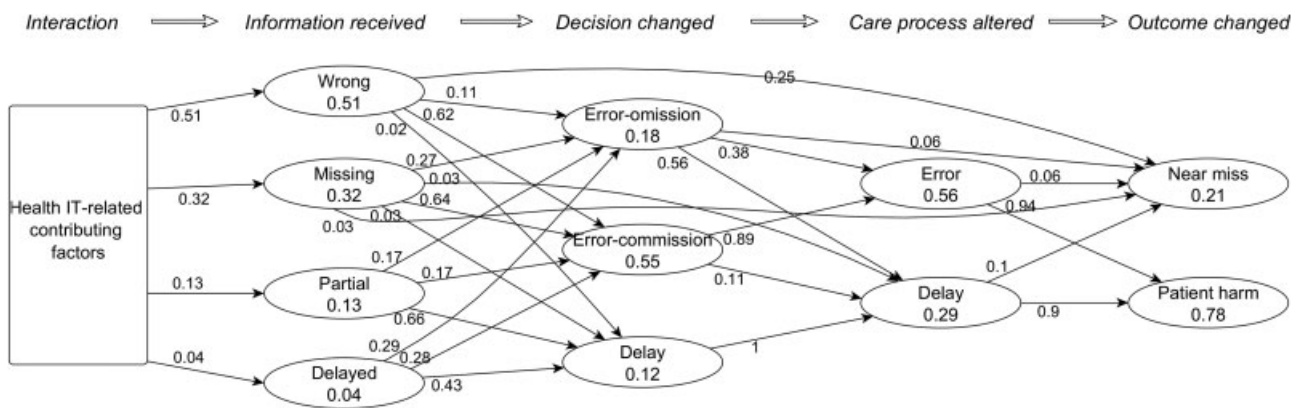 Interaction Information received Decision changed Care process altered Outcome changed
Wrong
0.51
Missing
0.32
Partial
0.13
Delayed
0.04
Health IT-related
contributing
factors
0.51
0.32
0.13
0.04
Error-omission
0.18
Error-commission
0.55
Delay
0.12
0.11
0.62
0.02
0.25
0.27
0.03
0.64
0.03
0.03
0.17
0.17
0.66
0.29
0.28
0.43
Error
0.56
Delay
0.29
0.06
0.38
0.56
0.89
0.11
1
Near miss
0.21
Patient harm
0.78
0.06
0.94
0.1
0.9